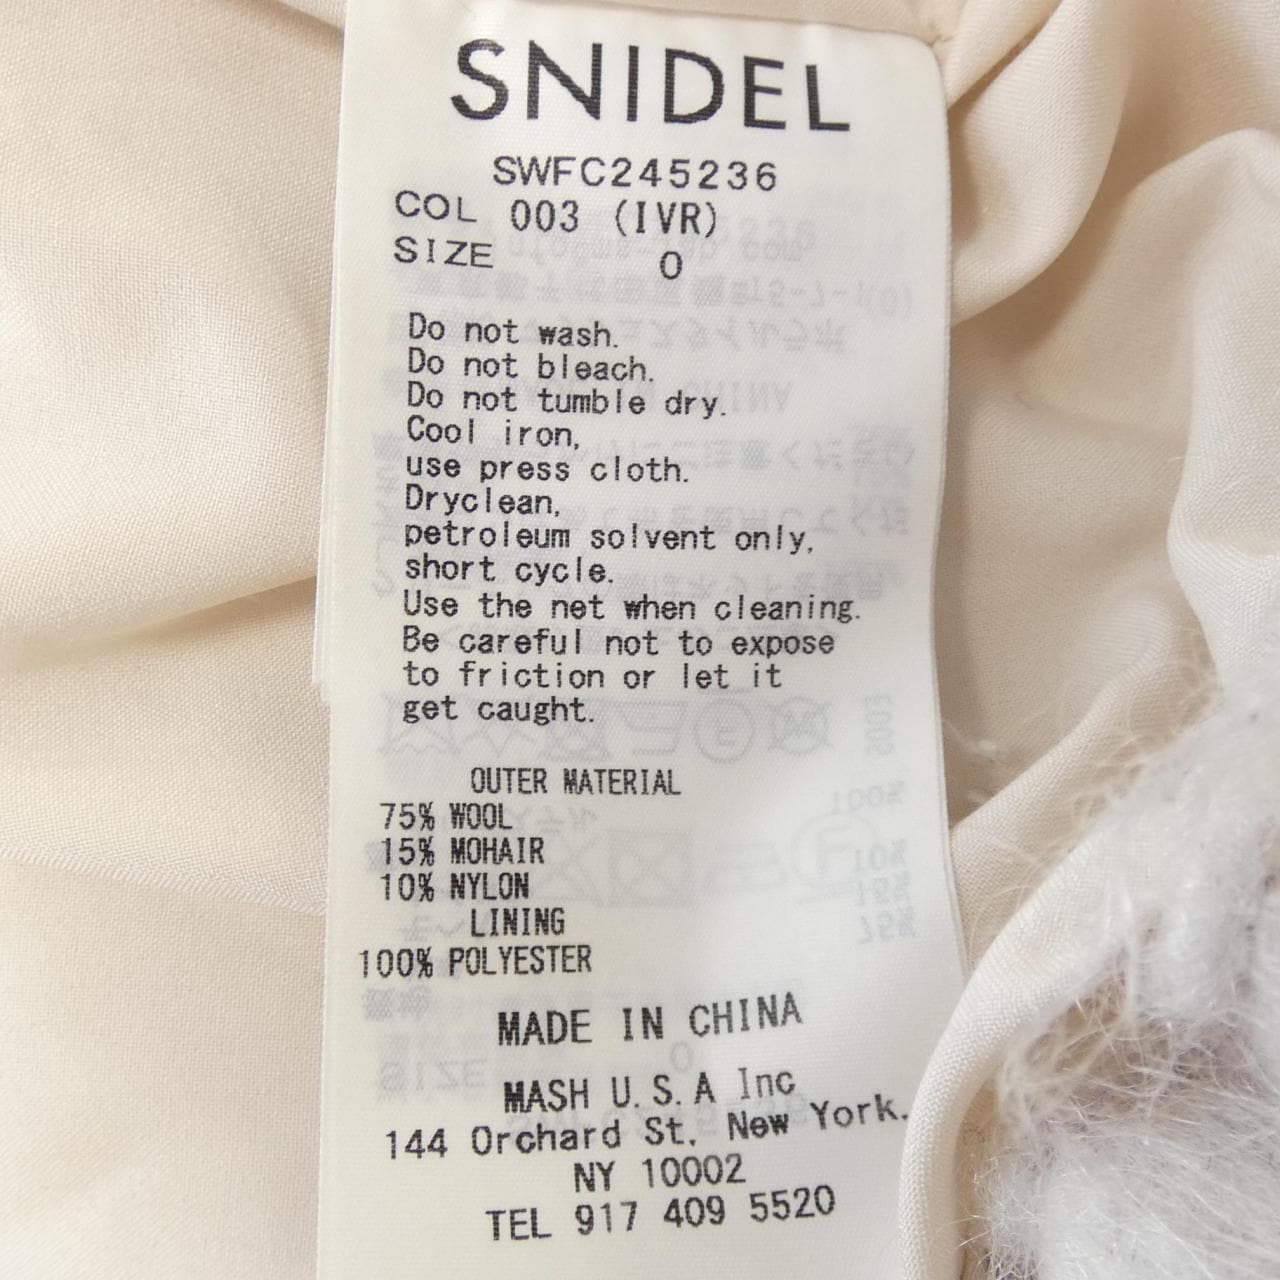 SNIDEL
SWFC245236
COL 003 (IVR)
SIZE 0
Do not wash.
Do not bleach.
Do not tumble dry.
Cool iron,
use press cloth.
Dryclean,
petroleum solvent only,
short cycle.
Use the net when cleaning.
Be careful not to expose
to friction or let it
get caught.
OUTER MATERIAL
75% WOOL
15% MOHAIR
10% NYLON
LINING
100% POLYESTER
MADE IN CHINA
MASH U.S.A Inc
144 Orchard St. New York.
NY 10002
TEL 917 409 5520